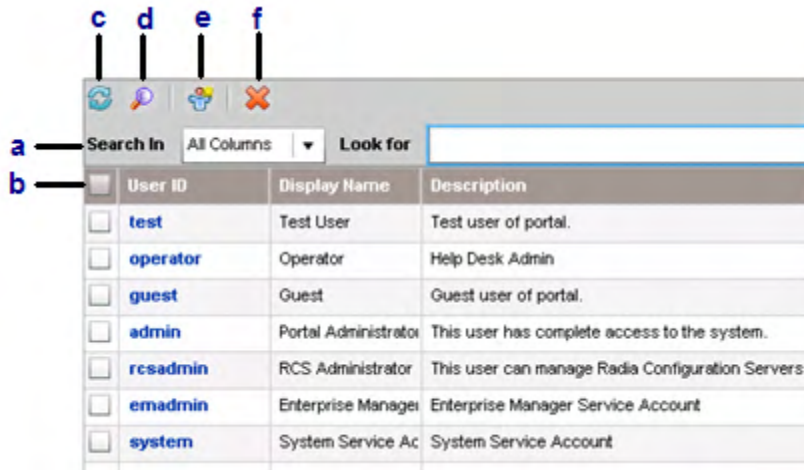 c d e f
a Search In All Columns Look for
b User ID Display Name Description
test Test User Test user of portal.
operator Operator Help Desk Admin
guest Guest Guest user of portal.
admin Portal Administrator This user has complete access to the system.
rcsadmin RCS Administrator This user can manage Radia Configuration Servers
emadmin Enterprise Manager Enterprise Manager Service Account
system System Service Ac System Service Account